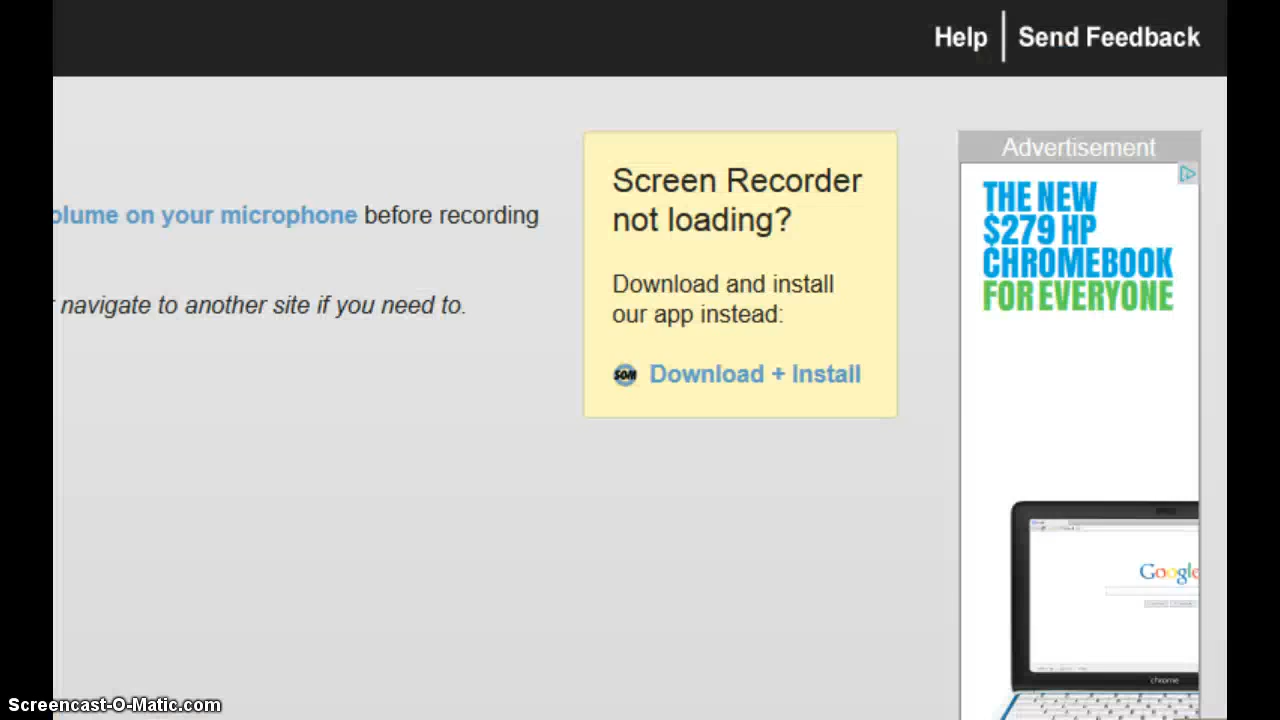 Help Send Feedback
olume on your microphone before recording
navigate to another site if you need to.
Screen Recorder
not loading?
Download and install
our app instead:
SOM Download + Install
Advertisement
THE NEW
$279 HP
CHROMEBOOK
FOR EVERYONE
Google
chrome
Screencast-O-Matic.com